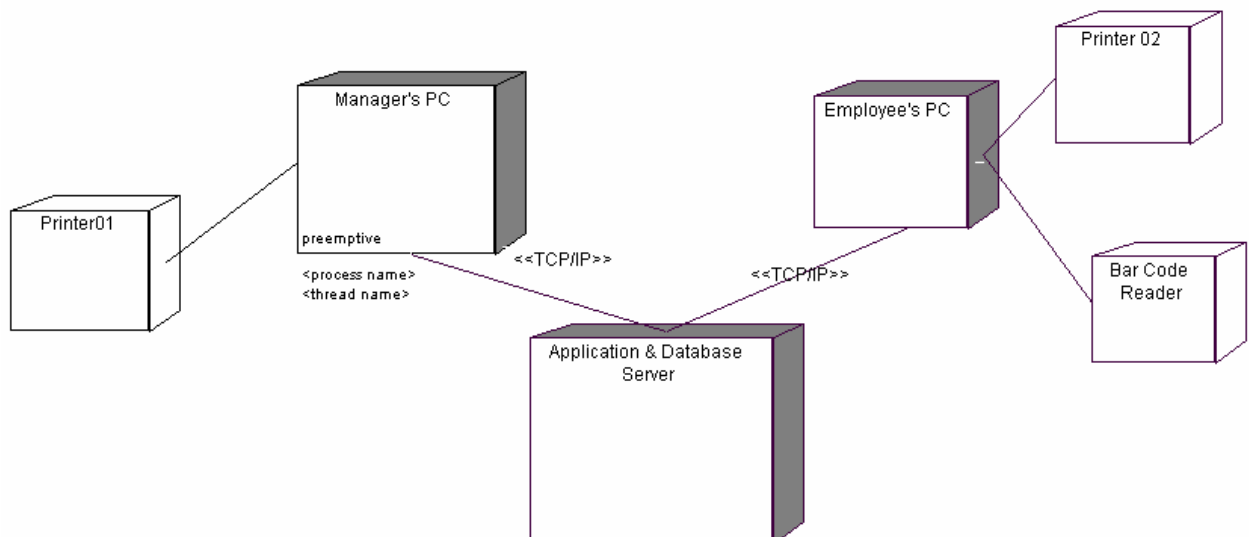 Printer 02
Manager's PC
Employee's PC
Printer01
preemptive
<<TCP/IP>>
<process name>
<thread name>
<<TCP/IP>>
Bar Code
Reader
Application & Database
Server